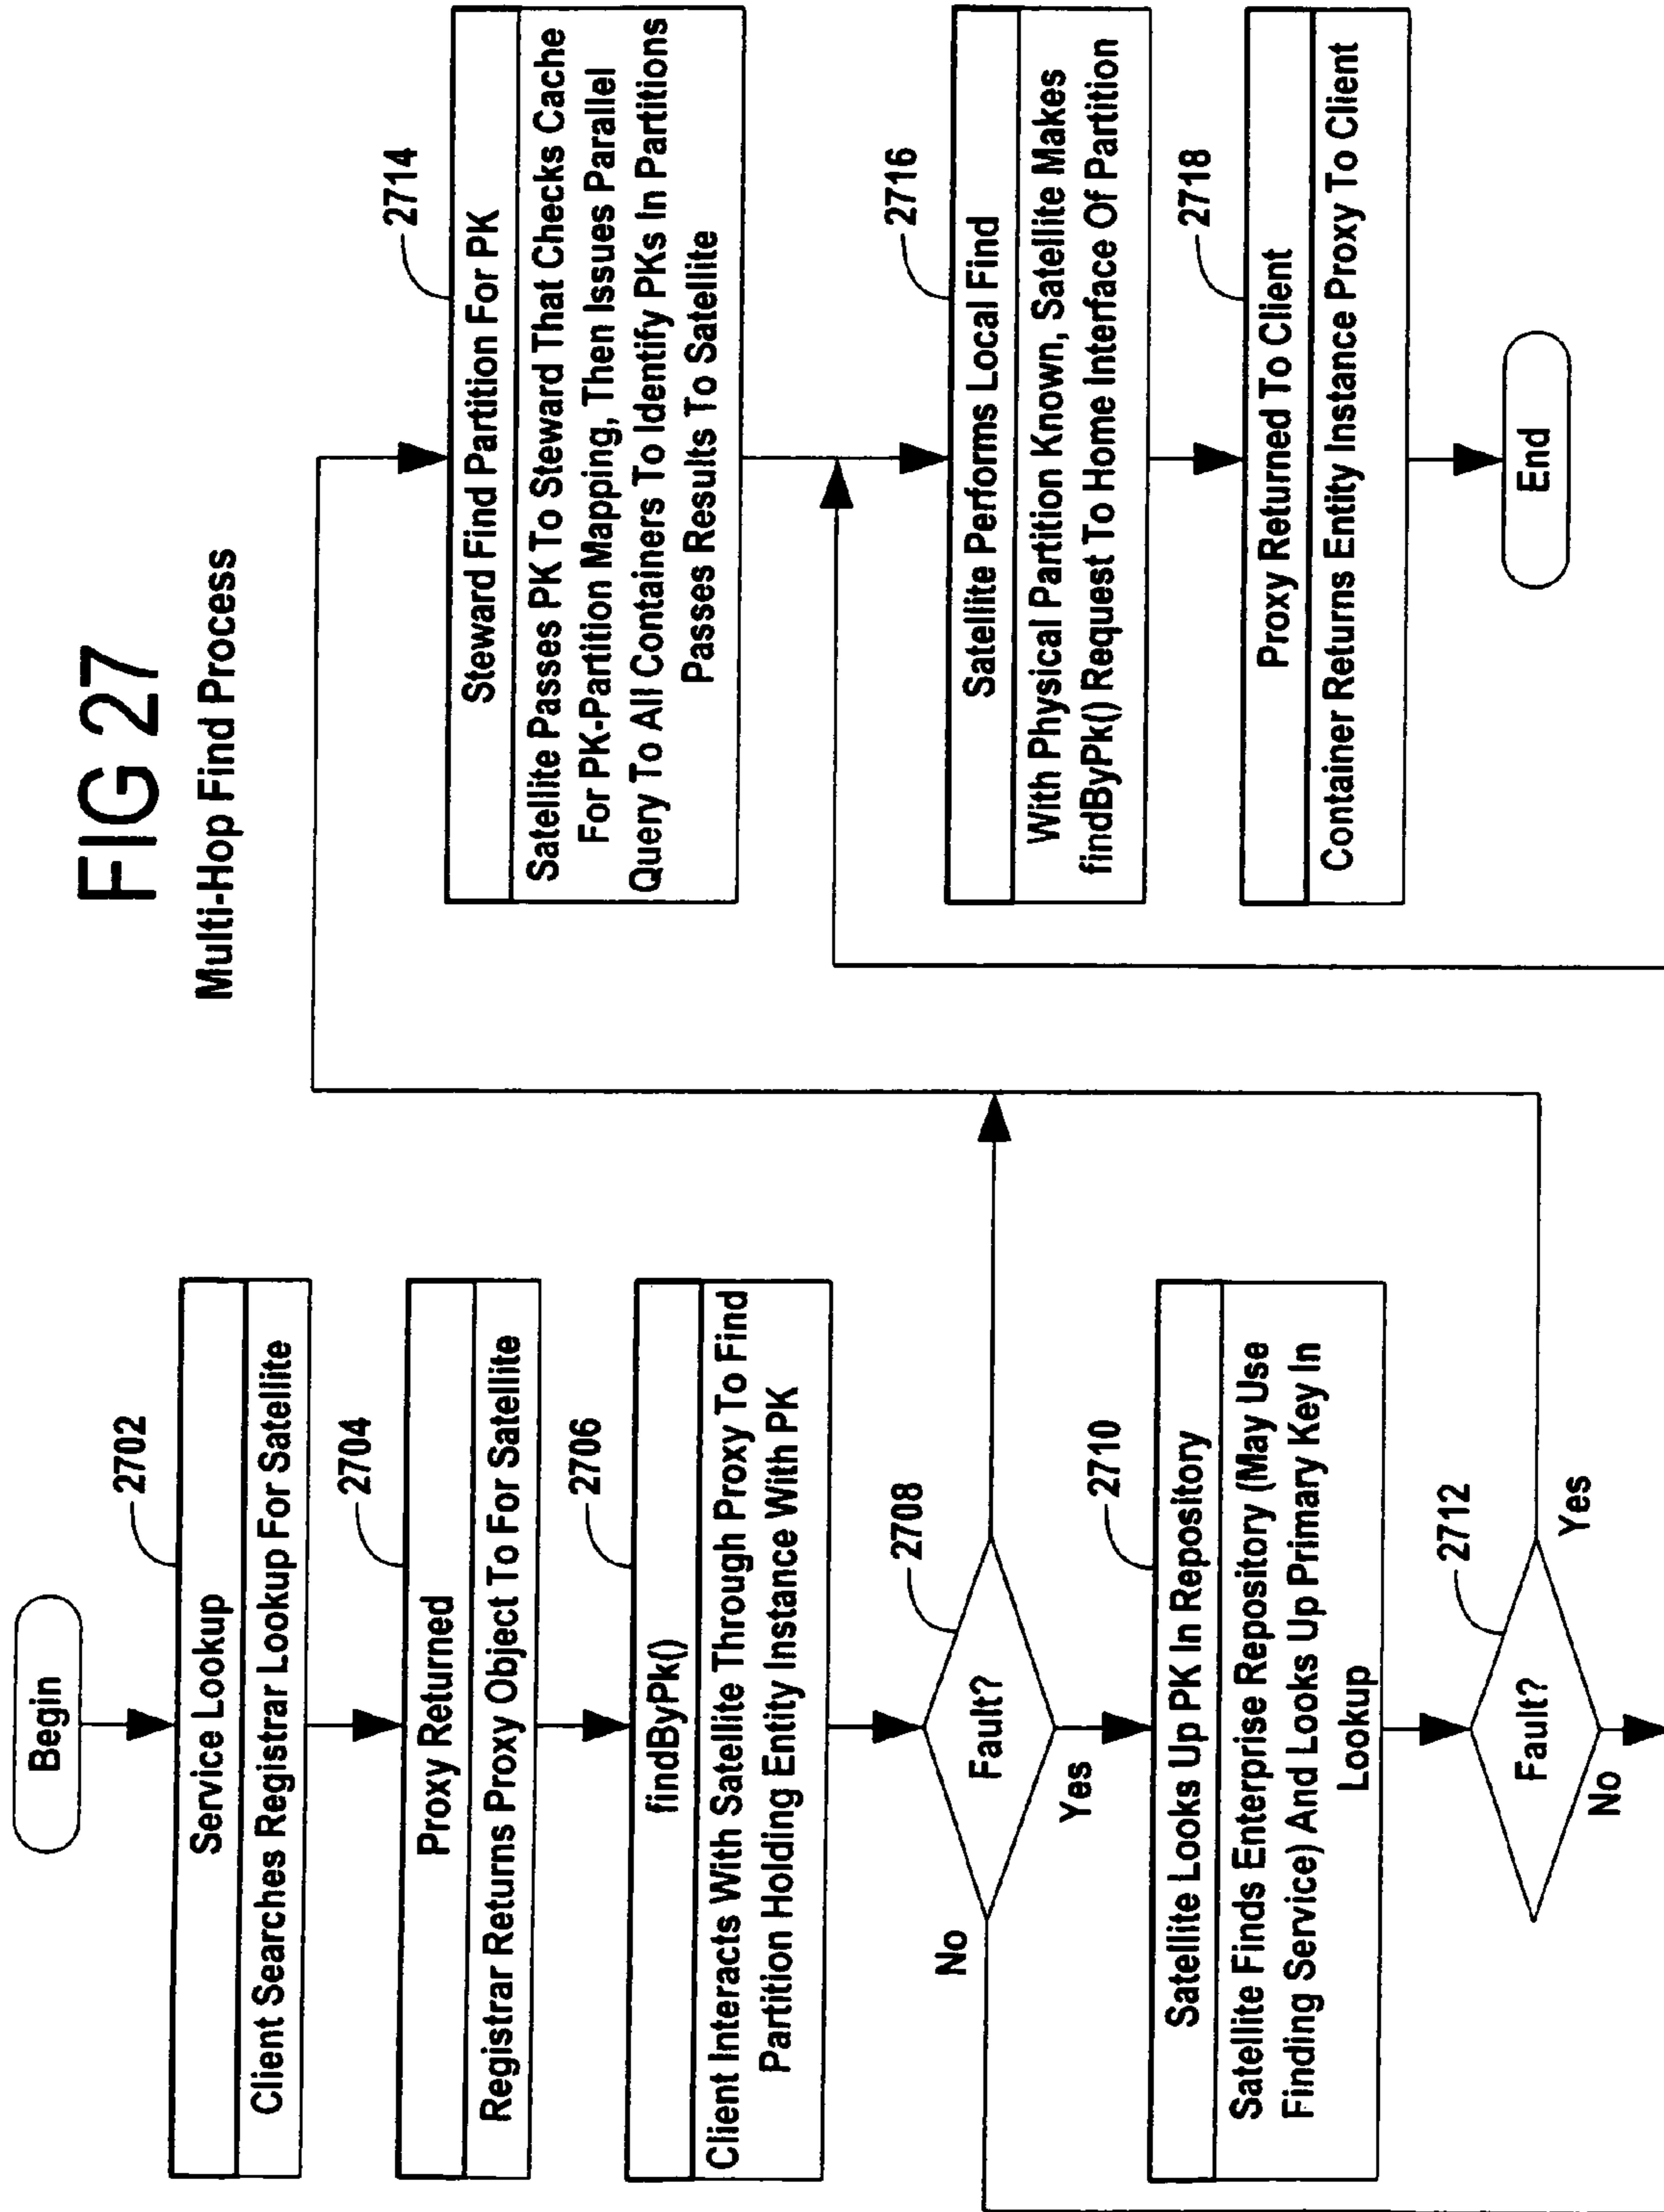 FIG 27
Multi-Hop Find Process
Begin
2702
Service Lookup
Client Searches Registrar Lookup For Satellite
2704
Proxy Returned
Registrar Returns Proxy Object To For Satellite
2706
findByPk()
Client Interacts With Satellite Through Proxy To Find
Partition Holding Entity Instance With PK
2708
Fault?
No
Yes
2710
Satellite Looks Up PK In Repository
Satellite Finds Enterprise Repository (May Use
Finding Service) And Looks Up Primary Key In
Lookup
2712
Fault?
Yes
No
2714
Steward Find Partition For PK
Satellite Passes PK To Steward That Checks Cache
For PK-Partition Mapping, Then Issues Parallel
Query To All Containers To Identify PKs In Partitions
Passes Results To Satellite
2716
Satellite Performs Local Find
With Physical Partition Known, Satellite Makes
findByPk() Request To Home Interface Of Partition
2718
Proxy Returned To Client
Container Returns Entity Instance Proxy To Client
End